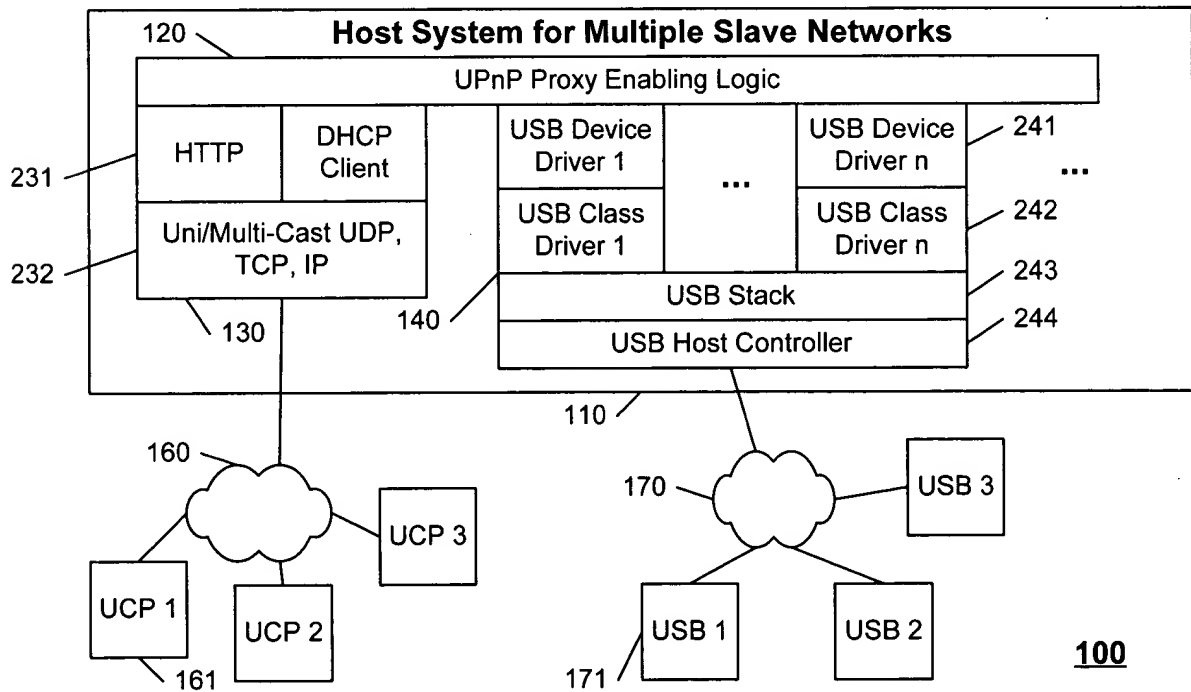 Host System for Multiple Slave Networks
120
UPnP Proxy Enabling Logic
HTTP
DHCP
Client
USB Device
Driver 1
...
USB Device
Driver n
241
...
231
USB Class
Driver 1
USB Class
Driver n
242
Uni/Multi-Cast UDP,
TCP, IP
232
USB Stack
243
130
140
USB Host Controller
244
110
160
170
USB 3
UCP 3
UCP 1
UCP 2
USB 1
USB 2
161
171
100